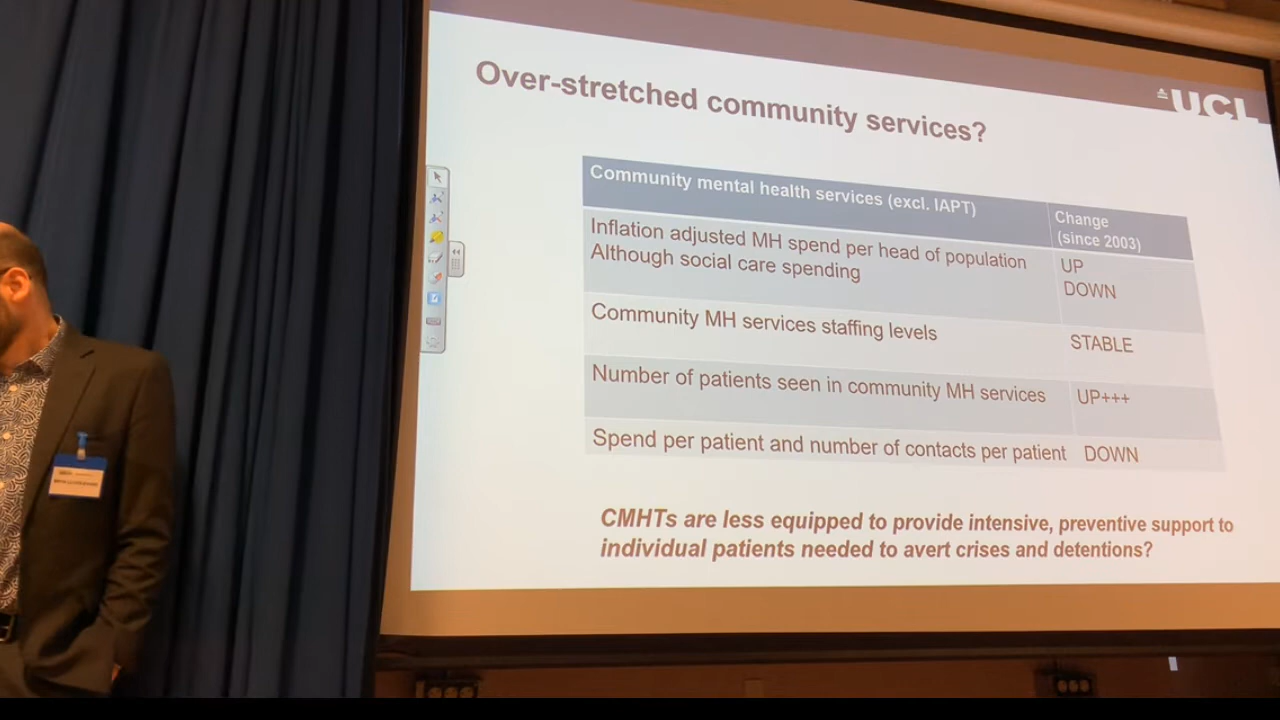 UCL
Over-stretched community services?
Community mental health services (excl. IAPT)
Change
(since 2003)
Inflation adjusted MH spend per head of population
UP
Although social care spending
DOWN
Community MH services staffing levels
STABLE
Number of patients seen in community MH services
UP+++
Spend per patient and number of contacts per patient
DOWN
CMHTs are less equipped to provide intensive, preventive support to
individual patients needed to avert crises and detentions?